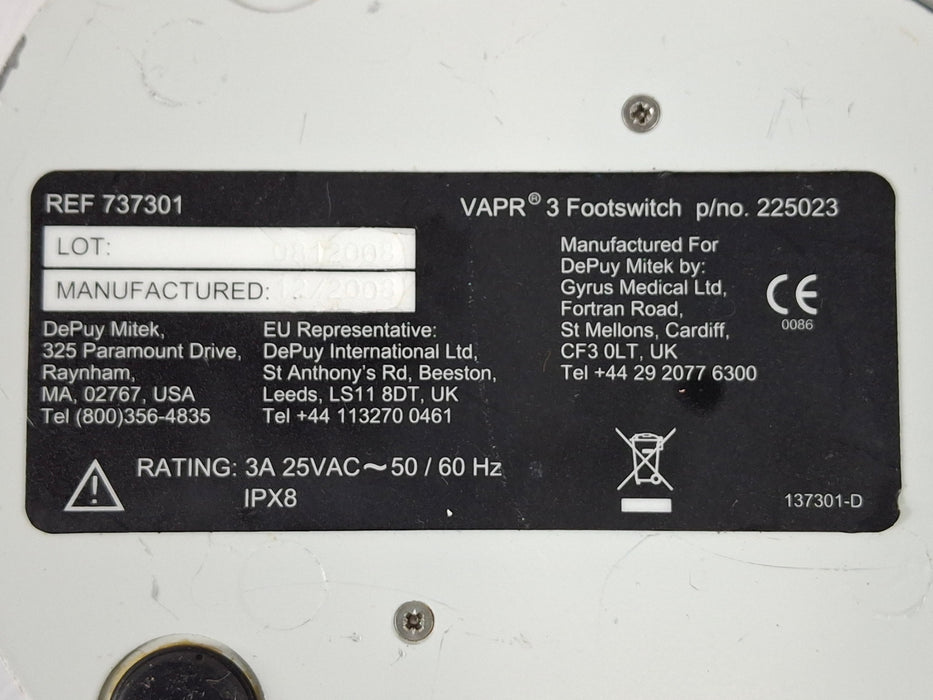 REF 737301
VAPR® 3 Footswitch p/no. 225023
LOT: 0812008
MANUFACTURED: 12/2008
DePuy Mitek,
325 Paramount Drive,
Raynham,
MA, 02767, USA
Tel (800)356-4835
EU Representative:
DePuy International Ltd,
St Anthony's Rd, Beeston,
Leeds, LS11 8DT, UK
Tel +44 113270 0461
Manufactured For
DePuy Mitek by:
Gyrus Medical Ltd,
Fortran Road,
St Mellons, Cardiff,
CF3 0LT, UK
Tel +44 29 2077 6300
CE
0086
RATING: 3A 25VAC~50 / 60 Hz
IPX8
137301-D